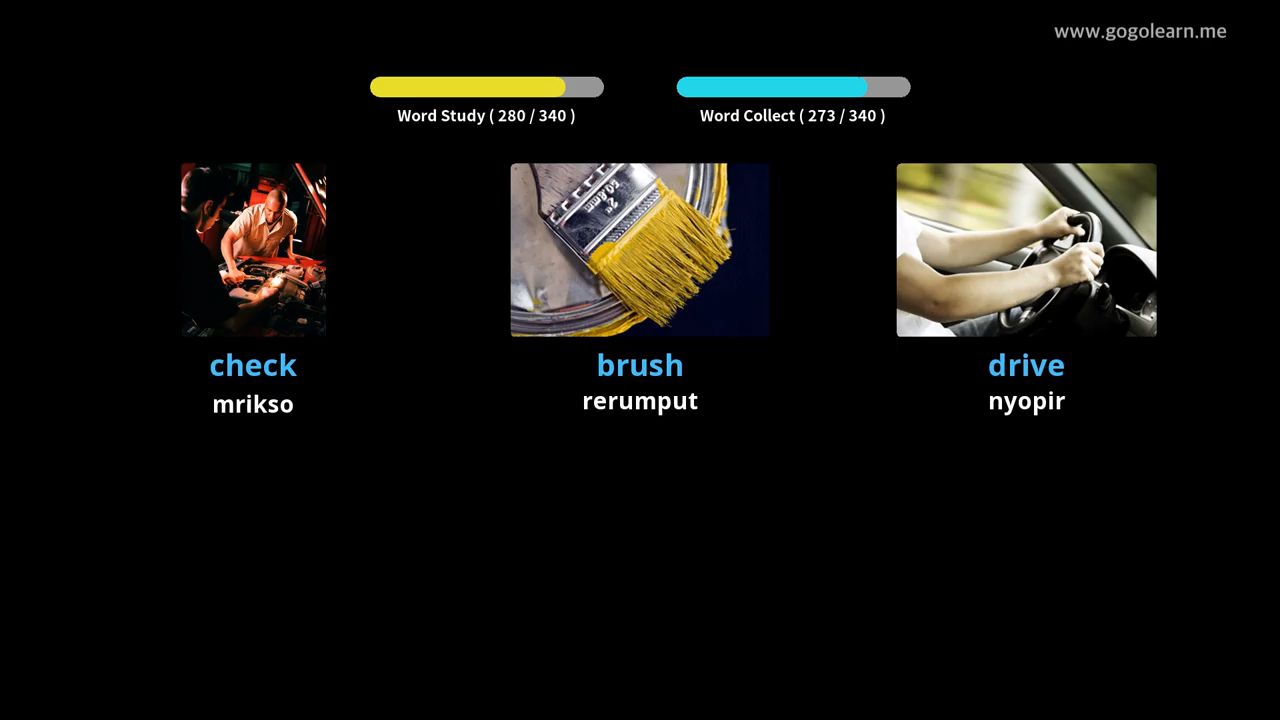 www.gogolearn.me
Word Study ( 280 / 340 )
Word Collect ( 273 / 340 )
check
mrikso
brush
rerumput
drive
nyopir